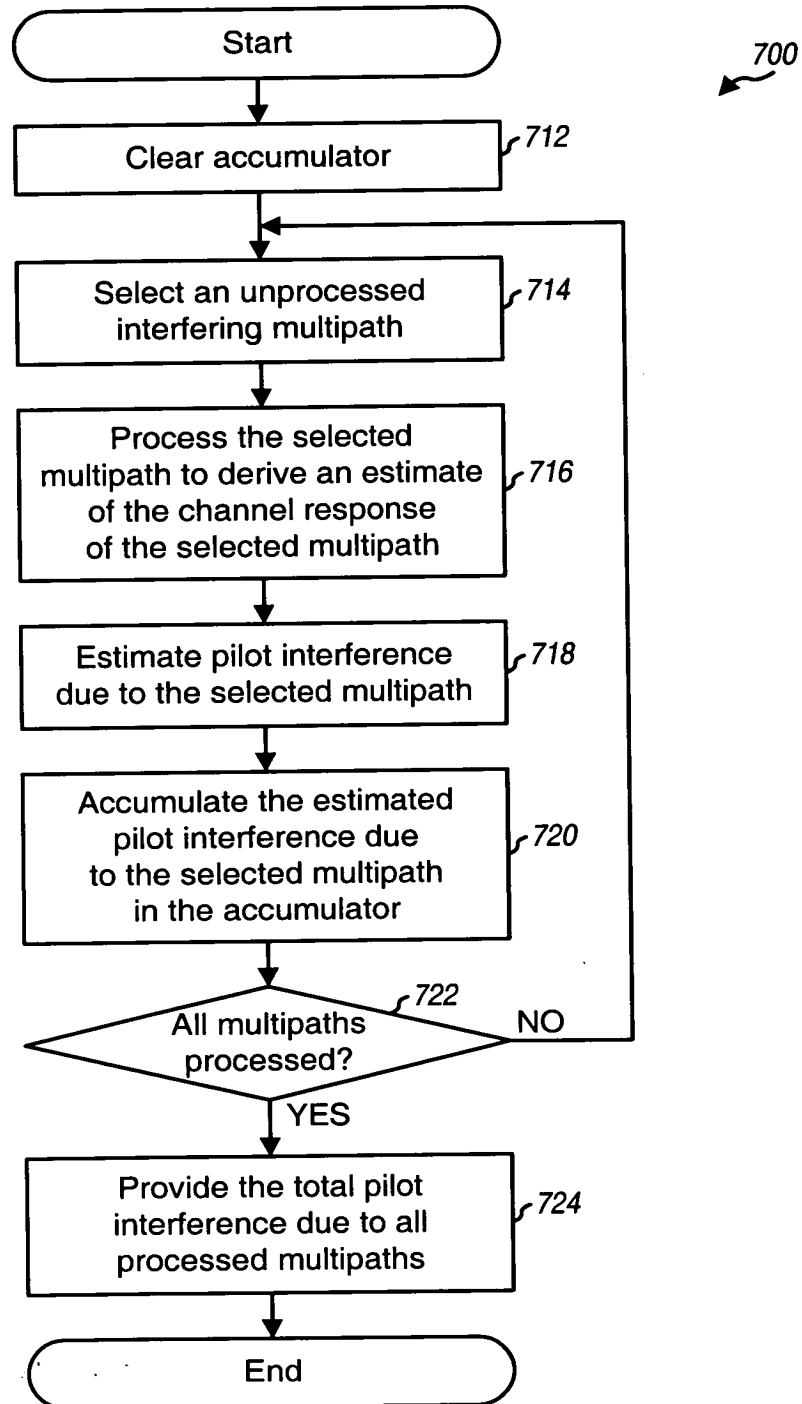 Start
700
Clear accumulator
712
Select an unprocessed
interfering multipath
714
Process the selected
multipath to derive an estimate
of the channel response
of the selected multipath
716
Estimate pilot interference
due to the selected multipath
718
Accumulate the estimated
pilot interference due
to the selected multipath
in the accumulator
720
722
All multipaths
processed?
NO
YES
Provide the total pilot
interference due to all
processed multipaths
724
End